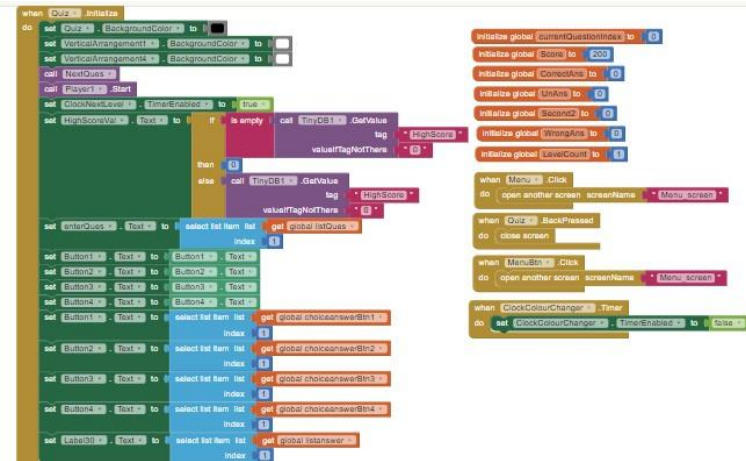 when Quiz .Initialize
do set Quiz . BackgroundColor to
set VerticalArrangement1 . BackgroundColor to
set VerticalArrangement4 . BackgroundColor to
call NextQues
call Player1 .Start
set ClockNextLevel . TimerEnabled to true
set HighScoreVal . Text to if is empty call TinyDB1 .GetValue
tag "HighScore"
valueIfTagNotThere "0"
then 0
else call TinyDB1 .GetValue
tag "HighScore"
valueIfTagNotThere
set enterQues . Text to select list item list get global listQues
index 1
set Button1 . Text to Button1 . Text
set Button2 . Text to Button2 . Text
set Button3 . Text to Button3 . Text
set Button4 . Text to Button4 . Text
set Button1 . Text to select list item list get global choiceanswerBtn1
index 1
set Button2 . Text to select list item list get global choiceanswerBtn2
index 1
set Button3 . Text to select list item list get global choiceanswerBtn3
index 1
set Button4 . Text to select list item list get global choiceanswerBtn4
index 1
set Label30 . Text to select list item list get global listanswer
index 1
initialize global currentQuestionIndex to 0
initialize global Score to 200
initialize global CorrectAns to 0
initialize global UnAns to 0
initialize global Second2 to 0
initialize global WrongAns to 0
initialize global LevelCount to 1
when Menu .Click
do open another screen screenName "Menu_screen"
when Quiz .BackPressed
do close screen
when MenuBtn .Click
do open another screen screenName "Menu_screen"
when ClockColourChanger .Timer
do set ClockColourChanger . TimerEnabled to false